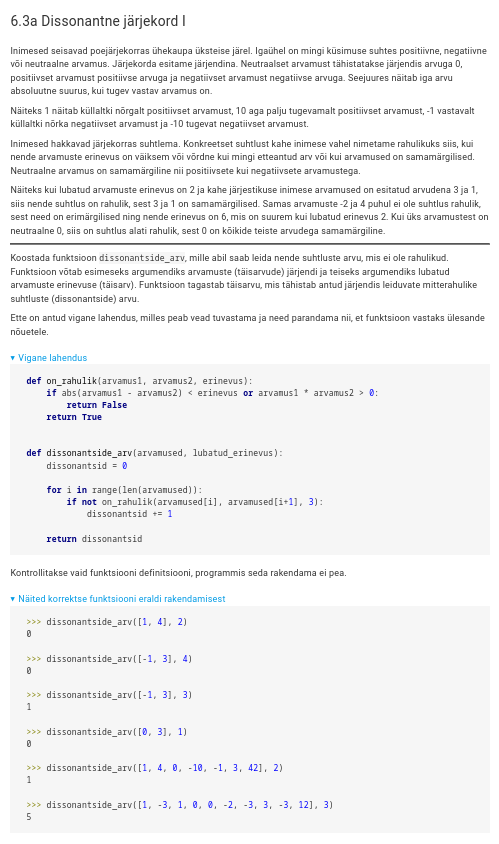 6.3a Dissonantne järjekord I
Inimesed seisavad poejärjekorras ühekaupa üksteise järel. Igaühel on mingi küsimuse suhtes positiivne, negatiivne
või neutraalne arvamus. Järjekorda esitame järjendina. Neutraalset arvamust tähistatakse järjendis arvuga 0,
positiivset arvamust positiivse arvuga ja negatiivset arvamust negatiivse arvuga. Seejuures näitab iga arvu
absoluutne suurus, kui tugev vastav arvamus on.
Näiteks 1 näitab küllaltki nõrgalt positiivset arvamust, 10 aga palju tugevamalt positiivset arvamust, -1 vastavalt
küllaltki nõrka negatiivset arvamust ja -10 tugevat negatiivset arvamust.
Inimesed hakkavad järjekorras suhtlema. Konkreetset suhtlust kahe inimese vahel nimetame rahulikuks siis, kui
nende arvamuste erinevus on väiksem või võrdne kui mingi etteantud arv või kui arvamused on samamärgilised.
Neutraalne arvamus on samamärgiline nii positiivsete kui negatiivsete arvamustega.
Näiteks kui lubatud arvamuste erinevus on 2 ja kahe järjestikuse inimese arvamused on esitatud arvudena 3 ja 1,
siis nende suhtlus on rahulik, sest 3 ja 1 on samamärgilised. Samas arvamuste -2 ja 4 puhul ei ole suhtlus rahulik,
sest need on erimärgilised ning nende erinevus on 6, mis on suurem kui lubatud erinevus 2. Kui üks arvamustest on
neutraalne 0, siis on suhtlus alati rahulik, sest 0 on kõikide teiste arvudega samamärgiline.
Koostada funktsioon dissonantside_arv, mille abil saab leida nende suhtluste arvu, mis ei ole rahulikud.
Funktsioon võtab esimeseks argumendiks arvamuste (täisarvude) järjendi ja teiseks argumendiks lubatud
arvamuste erinevuse (täisarv). Funktsioon tagastab täisarvu, mis tähistab antud järjendis leiduvate mitterahulike
suhtluste (dissonantside) arvu.
Ette on antud vigane lahendus, milles peab vead tuvastama ja need parandama nii, et funktsioon vastaks ülesande
nõuetele.
▾ Vigane lahendus
def on_rahulik(arvamus1, arvamus2, erinevus):
    if abs(arvamus1 - arvamus2) < erinevus or arvamus1 * arvamus2 > 0:
        return False
    return True
def dissonantside_arv(arvamused, lubatud_erinevus):
    dissonantsid = 0
    for i in range(len(arvamused)):
        if not on_rahulik(arvamused[i], arvamused[i+1], 3):
            dissonantsid += 1
    return dissonantsid
Kontrollitakse vaid funktsiooni definitsiooni, programmis seda rakendama ei pea.
▾ Näited korrektse funktsiooni eraldi rakendamisest
>>> dissonantside_arv([1, 4], 2)
0
>>> dissonantside_arv([-1, 3], 4)
0
>>> dissonantside_arv([-1, 3], 3)
1
>>> dissonantside_arv([0, 3], 1)
0
>>> dissonantside_arv([1, 4, 0, -10, -1, 3, 42], 2)
1
>>> dissonantside_arv([1, -3, 1, 0, 0, -2, -3, 3, -3, 12], 3)
5